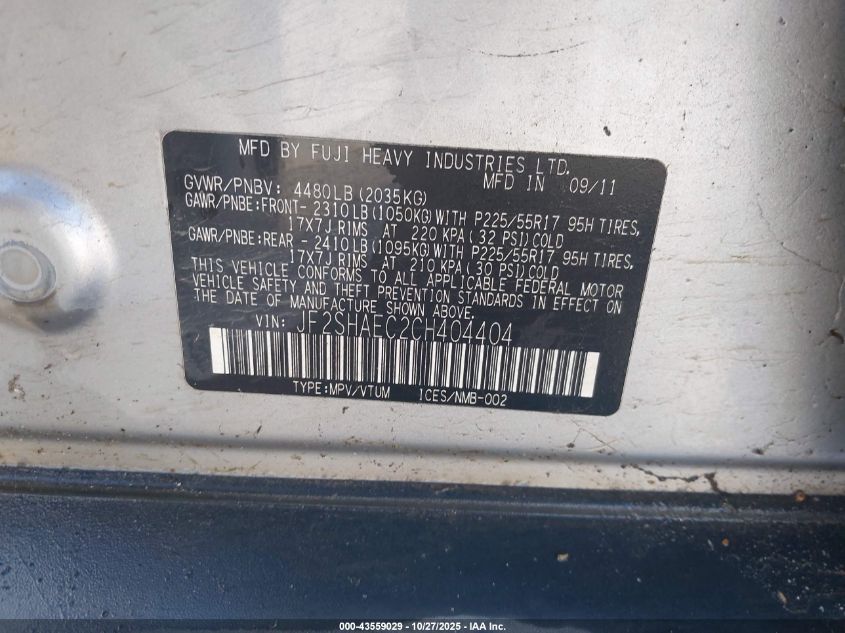 MFD BY FUJI HEAVY INDUSTRIES LTD.
MFD IN 09/11
GVWR/PNBV: 4480LB(2035KG)
GAWR/PNBE:FRONT-2310LB(1050KG)WITH P225/55R17 95H TIRES,
17X7J RIMS AT 220 KPA(32 PSI)COLD
GAWR/PNBE:REAR -2410LB(1095KG)WITH P225/55R17 95H TIRES,
17X7J RIMS AT 210 KPA(30 PSI)COLD
THIS VEHICLE CONFORMS TO ALL APPLICABLE FEDERAL MOTOR
VEHICLE SAFETY AND THEFT PREVENTION STANDARDS IN EFFECT ON
THE DATE OF MANUFACTURE SHOWN ABOVE.
VIN: JF2SHAEC2CH404404
TYPE:MPV/VTUM ICES/NMB-002
000-43559029 - 10/27/2025 - IAA Inc.